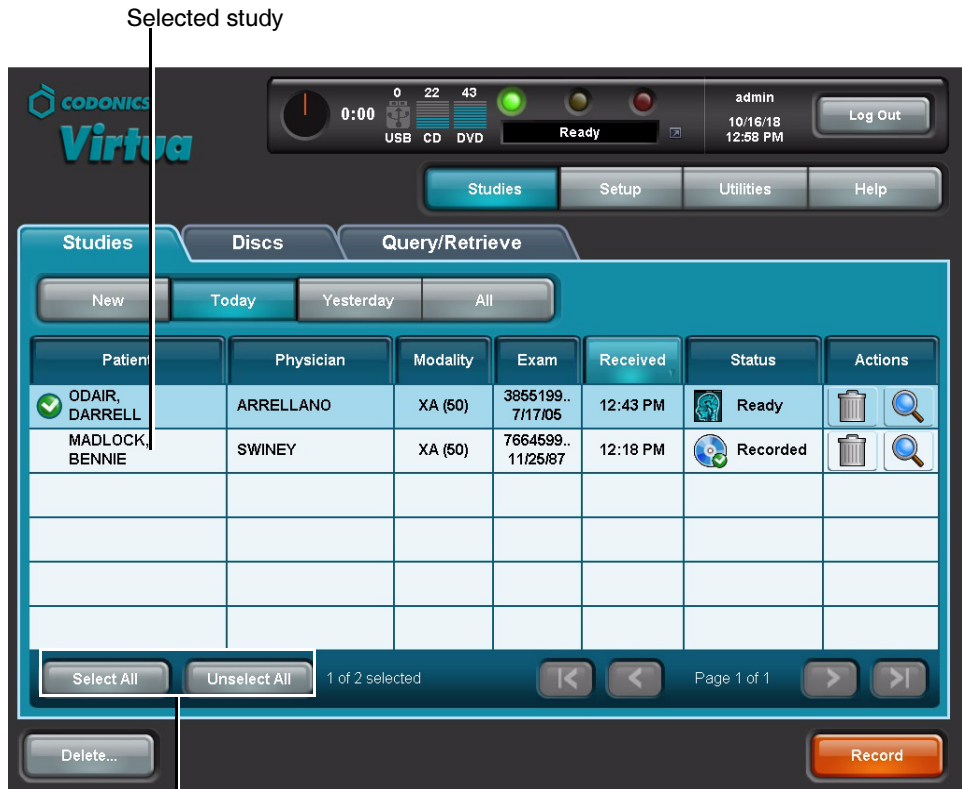 Selected study
CODONICS
Virtua
0:00
0 22 43
USB CD DVD
Ready
admin
10/16/18
12:58 PM
Log Out
Studies Setup Utilities Help
Studies Discs Query/Retrieve
New Today Yesterday All
Patient Physician Modality Exam Received Status Actions
ODAIR,
DARRELL
ARRELLANO
XA (50)
3855199..
7/17/05
12:43 PM
Ready
MADLOCK,
BENNIE
SWINEY
XA (50)
7664599..
11/25/87
12:18 PM
Recorded
Select All Unselect All 1 of 2 selected Page 1 of 1
Delete... Record